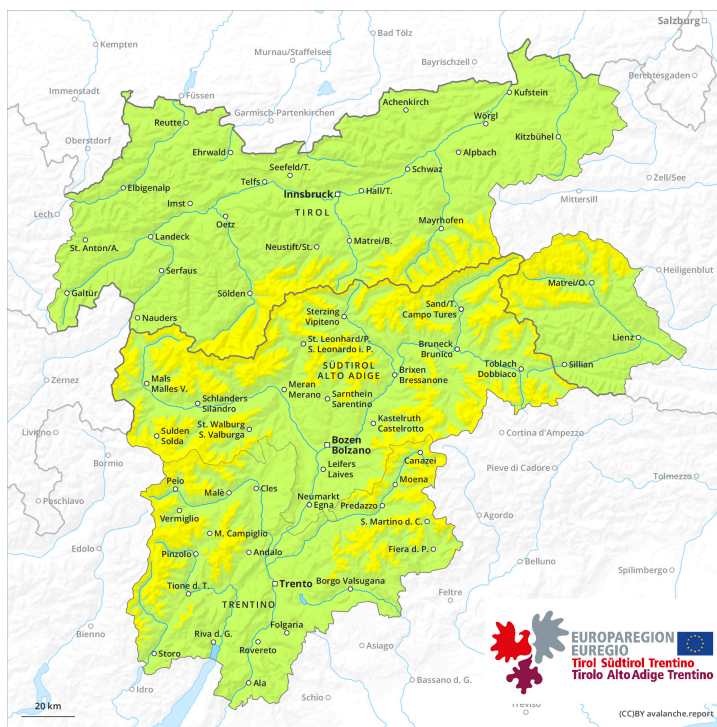 Salzburg
Kempten
Bad Tölz
Murnau/Staffelsee
Bayrischzell
Berchtesgaden
Immenstadt
Füssen
Kufstein
Achenkirch
Garmisch-Partenkirchen
Wörgl
Reutte
Oberstdorf
Kitzbühel
Ehrwald
Alpbach
Seefeld/T.
Schwaz
Zell/See
Elbigenalp
Telfs
Innsbruck
Hall/T.
Mittersill
Imst
TIROL
Lech
Oetz
Mayrhofen
Landeck
St. Anton/A.
Neustift/St.
Matrei/B.
Serfaus
Heiligenblut
Galtür
Sölden
Matrei/O.
Nauders
Sand/T.
Campo Tures
Sterzing
Vipiteno
Lienz
St. Leonhard/P.
S. Leonardo i. P.
Bruneck
Brunico
SÜDTIROL
ALTO ADIGE
Toblach
Dobbiaco
Sillian
Zernez
Mals
Malles V.
Brixen
Bressanone
Meran
Merano
Schlanders
Silandro
Sarnthein
Sarentino
St. Walburg
S. Valburga
Kastelruth
Castelrotto
Livigno
Sulden
Solda
Cortina d'Ampezzo
Bozen
Bolzano
Bormio
Canazei
Leifers
Laives
Pieve di Cadore
Tolmezzo
Peio
Moena
Poschiavo
Malè
Cles
Neumarkt
Egna
Predazzo
Vermiglio
Agordo
S. Martino d. C.
M. Campiglio
Edolo
Pinzolo
Andalo
Fiera d. P.
Belluno
Spilimbergo
Tione d. T.
Trento
Borgo Valsugana
Feltre
TRENTINO
Folgaria
Bienno
Riva d. G.
Rovereto
Asiago
Storo
Bassano d. G.
Ala
Idro
Schio
Treviso
EUROPAREGION
EUREGIO
Tirol Südtirol Trentino
Tirolo Alto Adige Trentino
20 km
(CC)BY avalanche.report